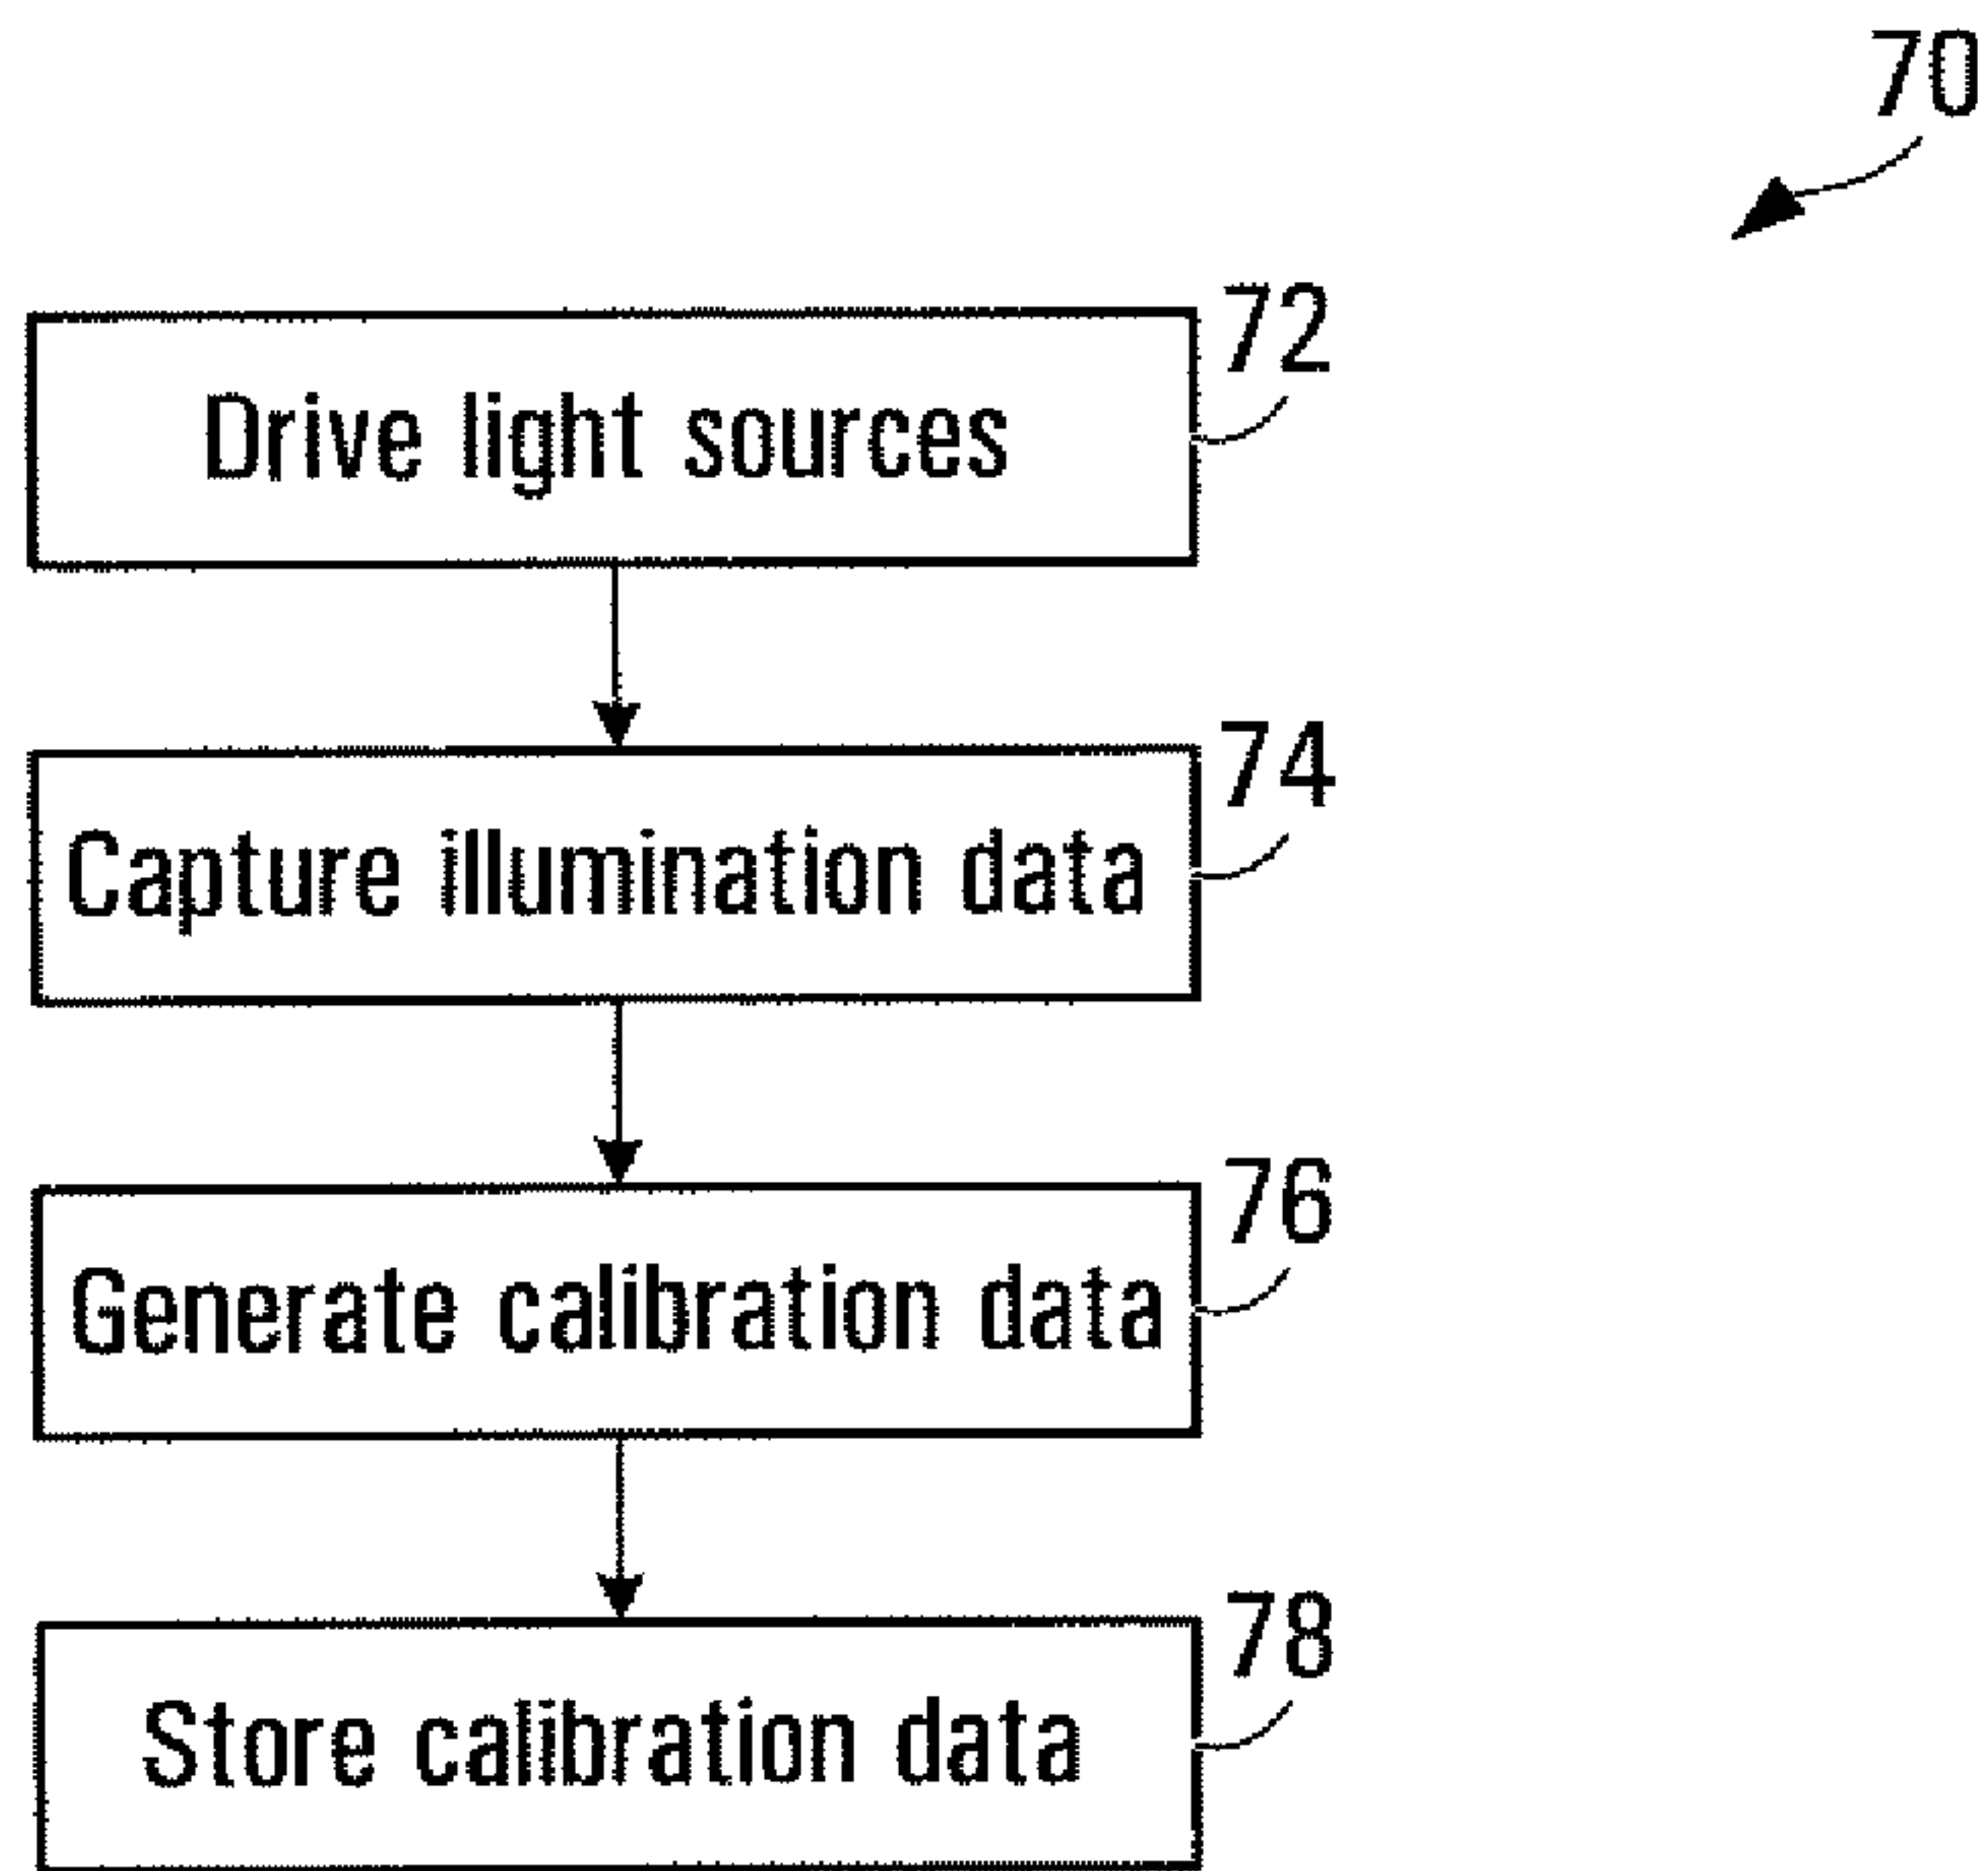 70
72
Drive light sources
74
Capture illumination data
76
Generate calibration data
78
Store calibration data